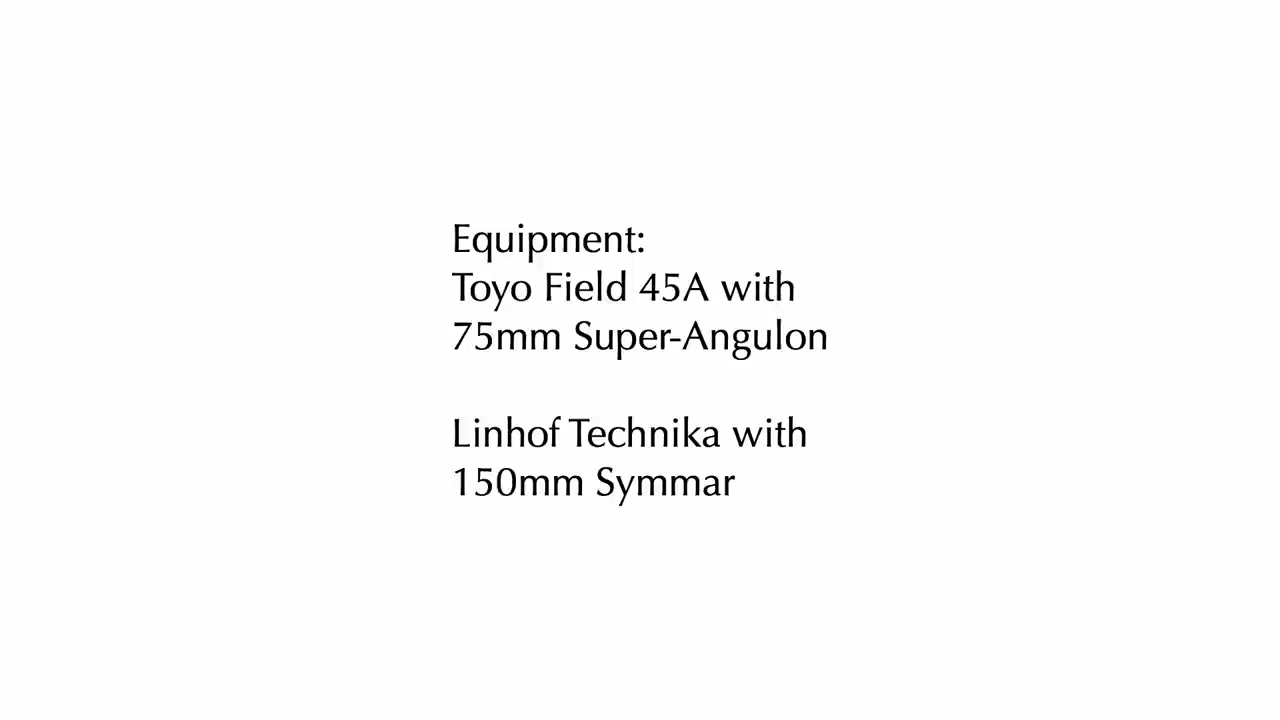 Equipment:
Toyo Field 45A with
75mm Super-Angulon
Linhof Technika with
150mm Symmar